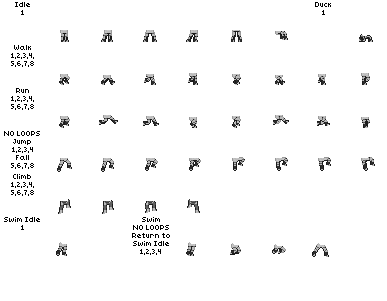 Idle
1
Duck
1
Walk
1,2,3,4,
5,6,7,8
Run
1,2,3,4,
5,6,7,8
NO LOOPS
Jump
1,2,3,4
Fall
5,6,7,8
Climb
1,2,3,4,
5,6,7,8
Swim Idle
1
Swim
NO LOOPS
Return to
Swim Idle
1,2,3,4